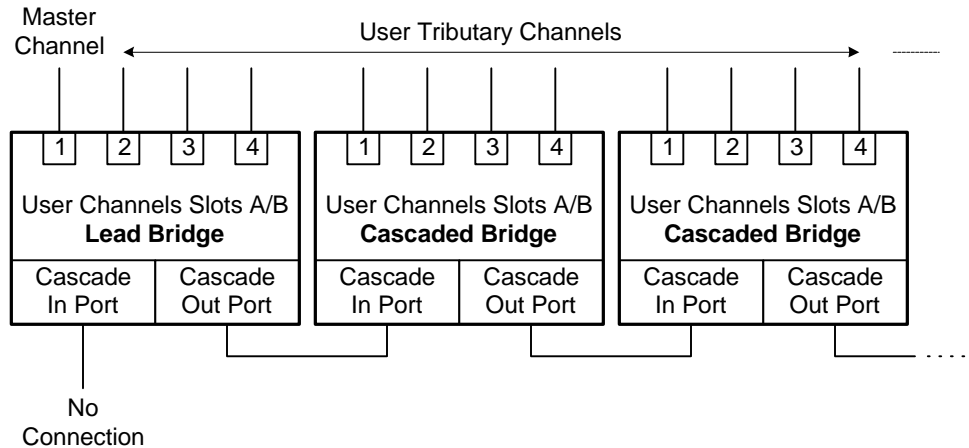 Master
Channel
User Tributary Channels
1 2 3 4
1 2 3 4
1 2 3 4
User Channels Slots A/B
Lead Bridge
User Channels Slots A/B
Cascaded Bridge
User Channels Slots A/B
Cascaded Bridge
Cascade
In Port
Cascade
Out Port
Cascade
In Port
Cascade
Out Port
Cascade
In Port
Cascade
Out Port
No
Connection